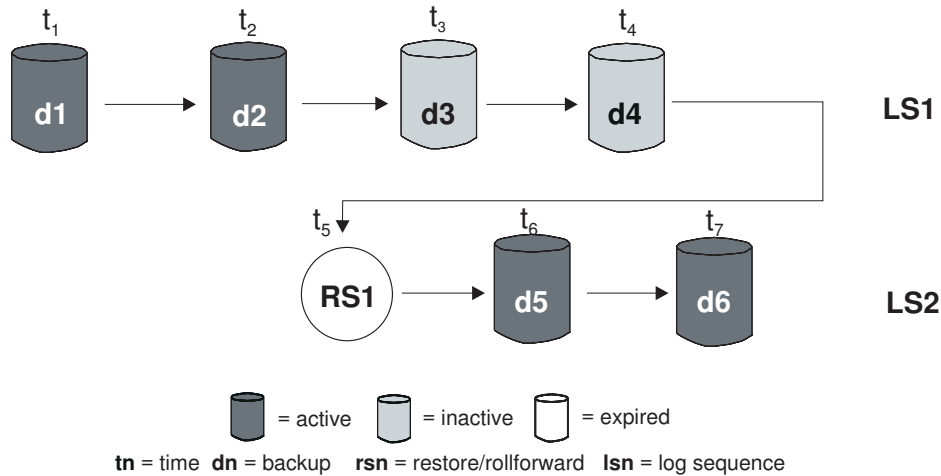 t1 t2 t3 t4
d1 d2 d3 d4 LS1
t5 t6 t7
RS1 d5 d6 LS2
= active = inactive = expired
tn = time dn = backup rsn = restore/rollforward lsn = log sequence